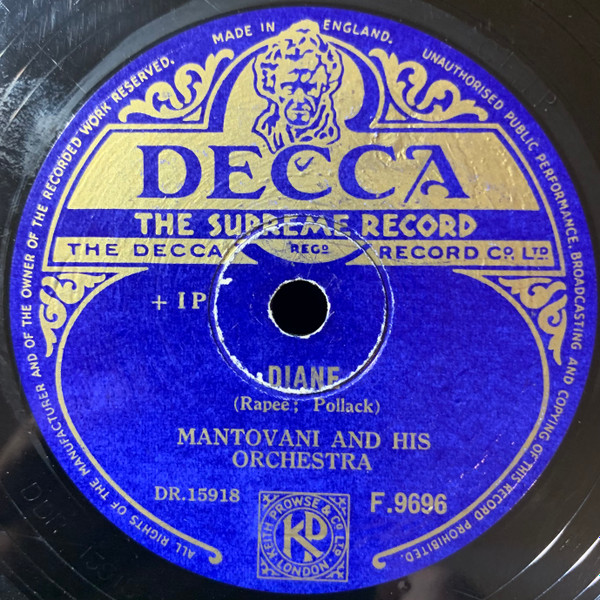 ALL RIGHTS OF THE MANUFACTURER AND OF THE OWNER OF THE RECORDED WORK RESERVED.
MADE IN ENGLAND.
UNAUTHORISED PUBLIC PERFORMANCE, BROADCASTING AND COPYING OF THIS RECORD PROHIBITED.
DECCA
THE SUPREME RECORD
THE DECCA REGD RECORD CO. LTD
+ 1P
DIANE
(Rapee; Pollack)
MANTOVANI AND HIS
ORCHESTRA
DR.15918
F.9696
KEITH PROWSE & CO. LTD.
KP
LONDON